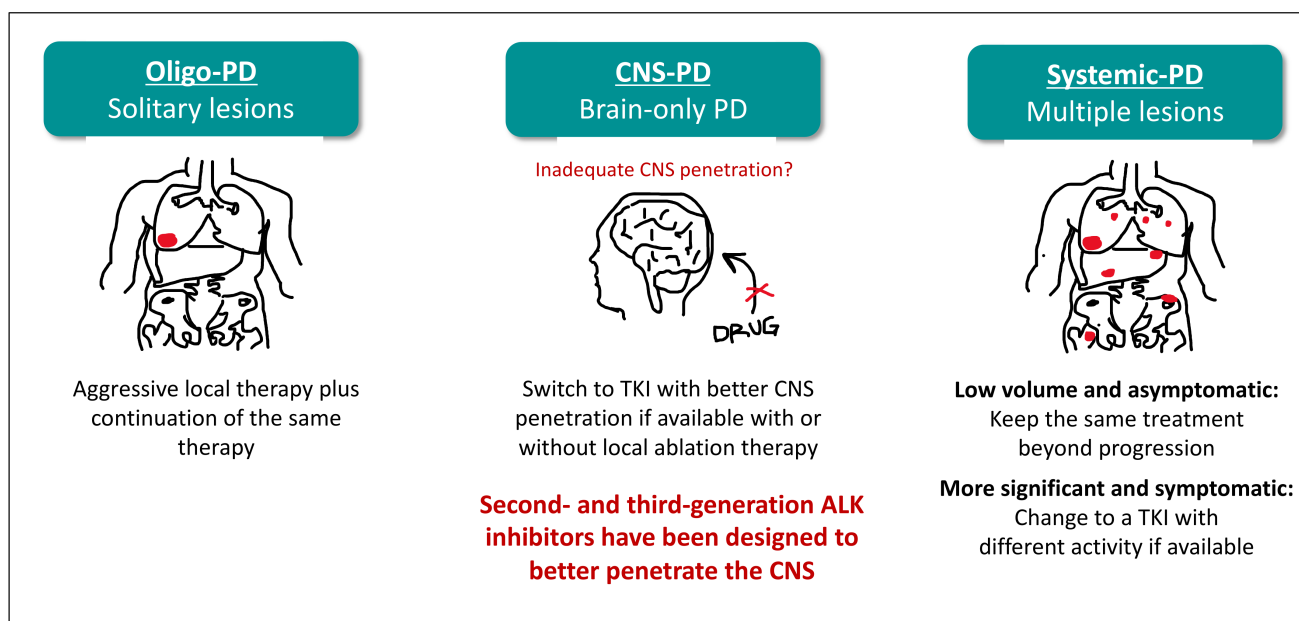 Oligo-PD
Solitary lesions
Aggressive local therapy plus
continuation of the same
therapy
CNS-PD
Brain-only PD
Inadequate CNS penetration?
DRUG
Switch to TKI with better CNS
penetration if available with or
without local ablation therapy
Second- and third-generation ALK
inhibitors have been designed to
better penetrate the CNS
Systemic-PD
Multiple lesions
Low volume and asymptomatic:
Keep the same treatment
beyond progression
More significant and symptomatic:
Change to a TKI with
different activity if available